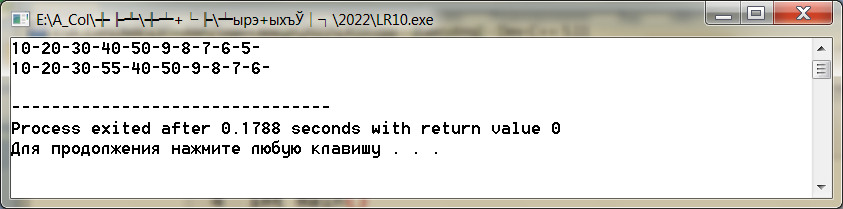 E:\A_Col\ \2022\LR10.exe
10-20-30-40-50-9-8-7-6-5-
10-20-30-55-40-50-9-8-7-6-
--------------------------------
Process exited after 0.1788 seconds with return value 0
Для продолжения нажмите любую клавишу . . .